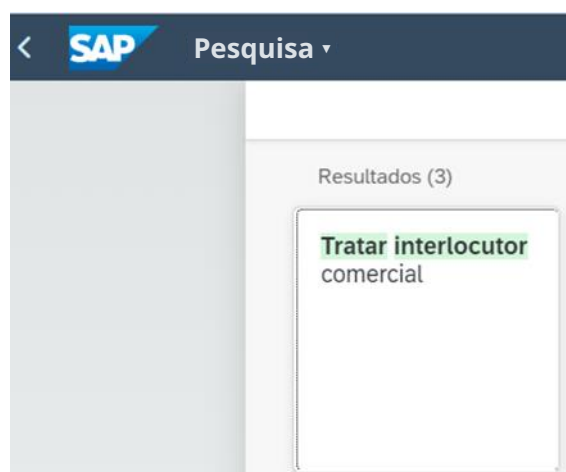 SAP Pesquisa
Resultados (3)
Tratar interlocutor
comercial